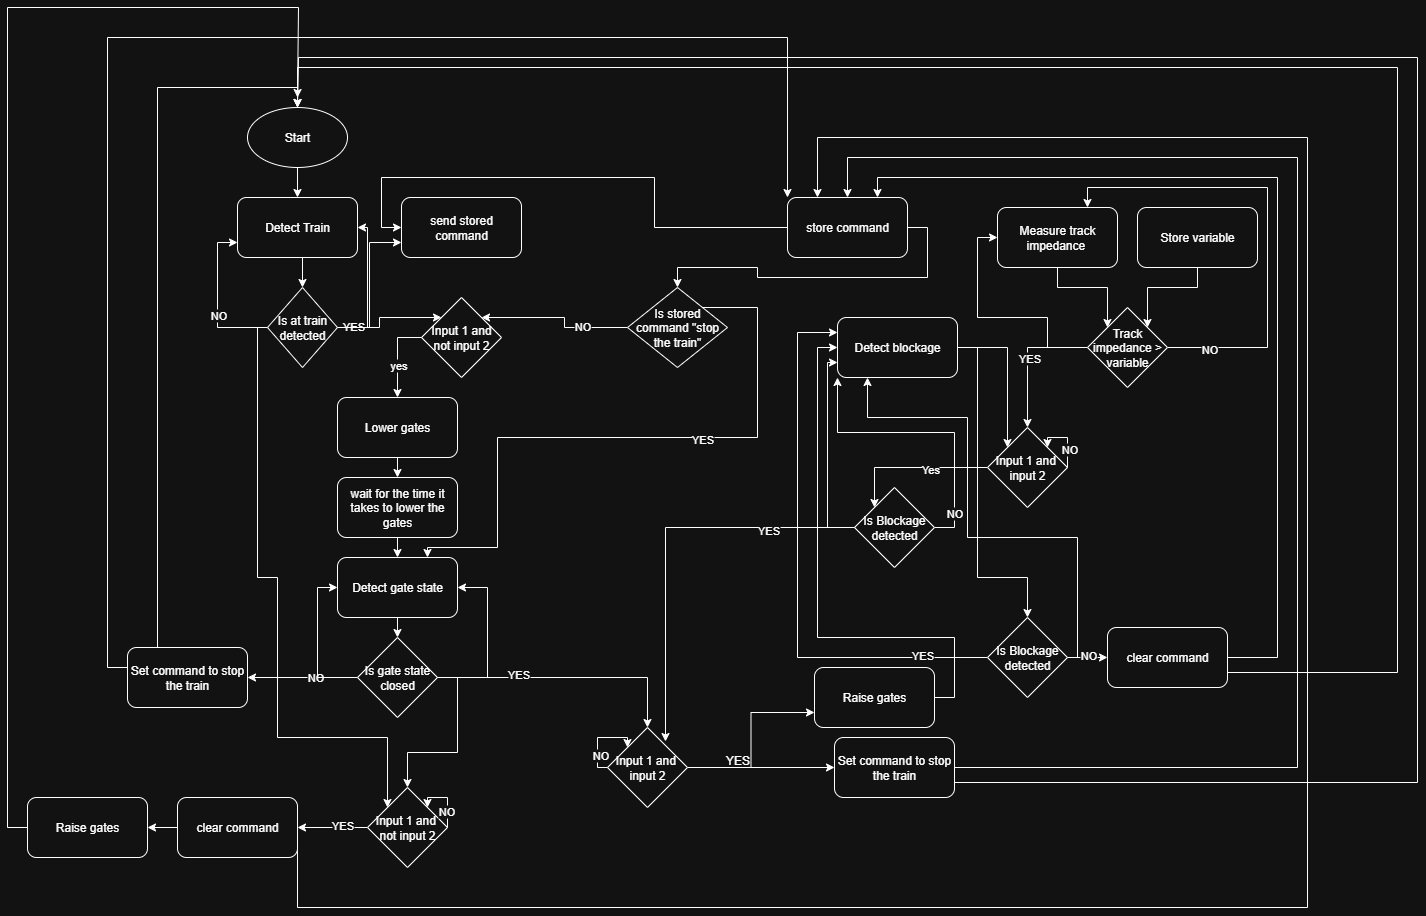 Start
Detect Train
send stored
command
store command
Measure track
impedance
Store variable
NO
Is at train
detected
YES
Input 1 and
not input 2
NO
Is stored
command "stop
the train"
Detect blockage
Track
impedance >
variable
YES
NO
yes
Lower gates
YES
Input 1 and
input 2
NO
Yes
wait for the time it
takes to lower the
gates
Is Blockage
detected
NO
YES
Detect gate state
Set command to stop
the train
NO
Is gate state
closed
YES
YES
Is Blockage
detected
NO
clear command
Raise gates
NO
Input 1 and
input 2
YES
Set command to stop
the train
Raise gates
clear command
YES
Input 1 and
not input 2
NO